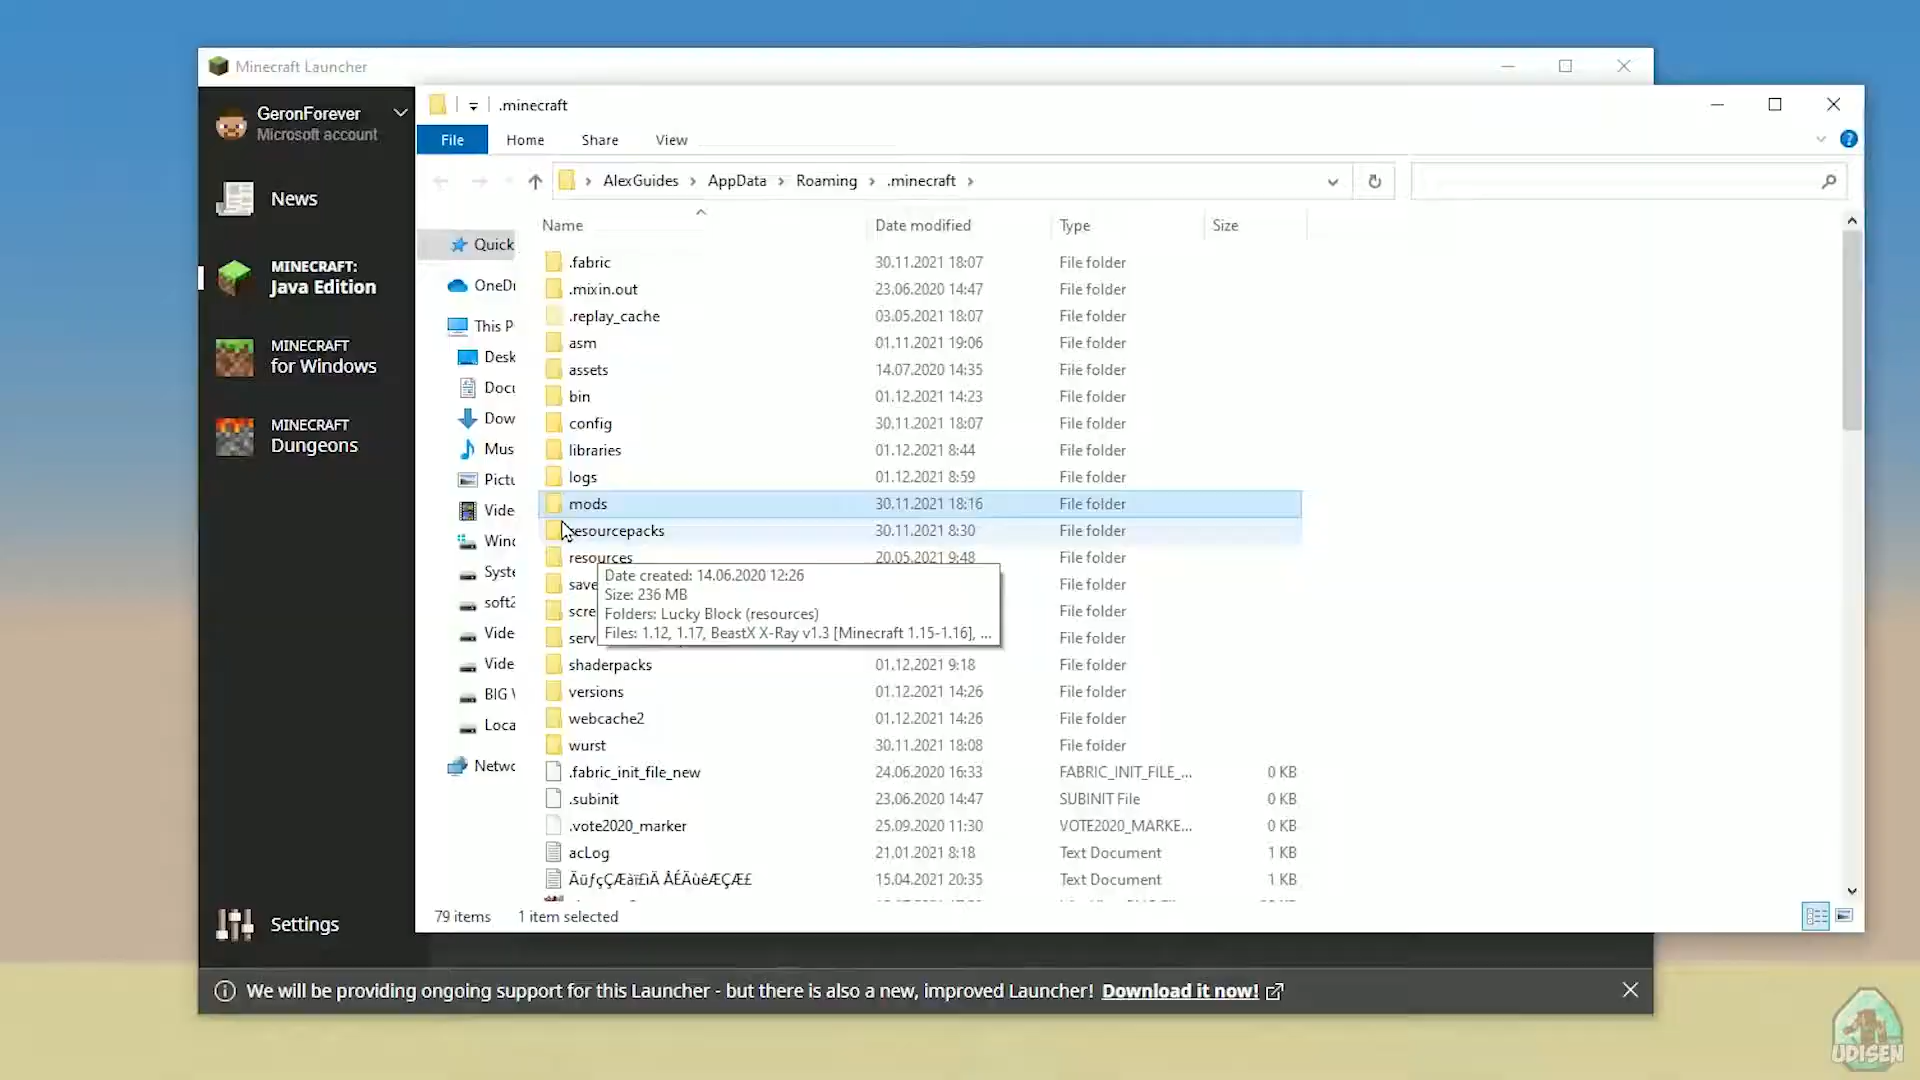 Minecraft Launcher
GeronForever
Microsoft account
News
MINECRAFT:
Java Edition
MINECRAFT
for Windows
MINECRAFT
Dungeons
Settings
.minecraft
File Home Share View
AlexGuides AppData Roaming .minecraft
Quick
OneDr
This P
Desk
Docu
Dow
Mus
Pictu
Vide
Wind
Syste
soft2
Vide
Vide
BIG
Loca
Netwo
Name Date modified Type Size
.fabric 30.11.2021 18:07 File folder
.mixin.out 23.06.2020 14:47 File folder
.replay_cache 03.05.2021 18:07 File folder
asm 01.11.2021 19:06 File folder
assets 14.07.2020 14:35 File folder
bin 01.12.2021 14:23 File folder
config 30.11.2021 18:07 File folder
libraries 01.12.2021 8:44 File folder
logs 01.12.2021 8:59 File folder
mods 30.11.2021 18:16 File folder
resourcepacks 30.11.2021 8:30 File folder
resources 20.05.2021 9:48 File folder
save File folder
scre File folder
serv File folder
Date created: 14.06.2020 12:26
Size: 236 MB
Folders: Lucky Block (resources)
Files: 1.12, 1.17, BeastX X-Ray v1.3 [Minecraft 1.15-1.16], ...
shaderpacks 01.12.2021 9:18 File folder
versions 01.12.2021 14:26 File folder
webcache2 01.12.2021 14:26 File folder
wurst 30.11.2021 18:08 File folder
.fabric_init_file_new 24.06.2020 16:33 FABRIC_INIT_FILE_... 0 KB
.subinit 23.06.2020 14:47 SUBINIT File 0 KB
.vote2020_marker 25.09.2020 11:30 VOTE2020_MARKE... 0 KB
acLog 21.01.2021 8:18 Text Document 1 KB
15.04.2021 20:35 Text Document 1 KB
79 items 1 item selected
We will be providing ongoing support for this Launcher - but there is also a new, improved Launcher! Download it now!
UDISEN